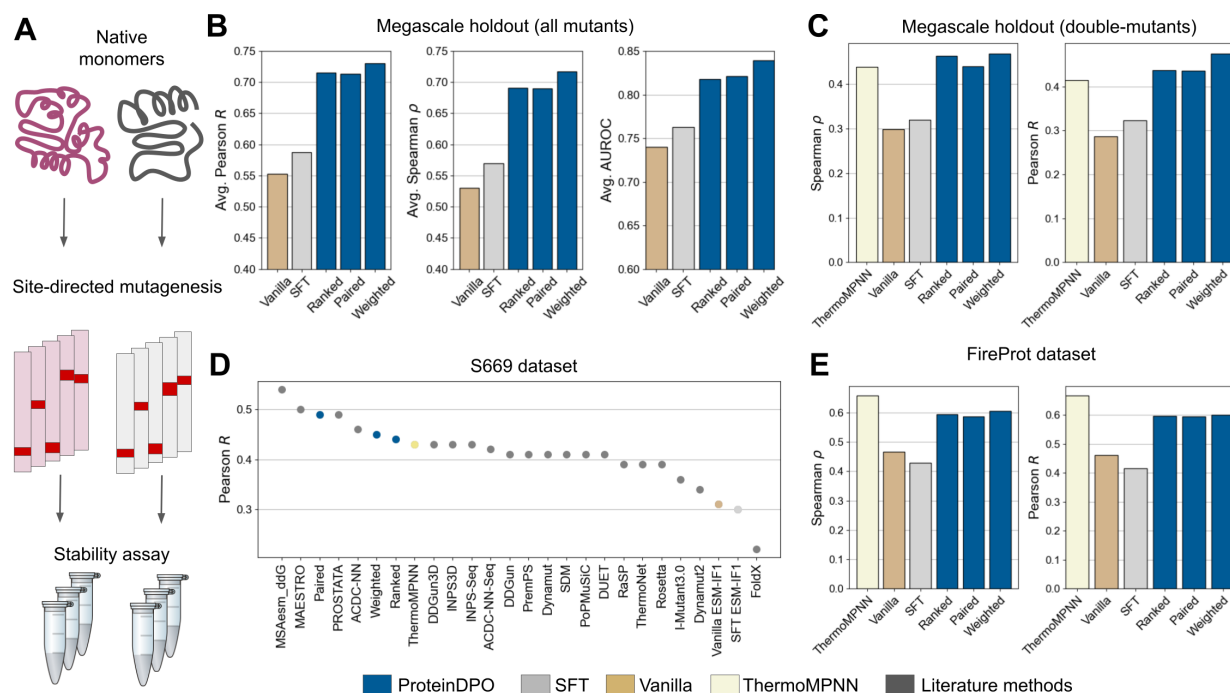 A
Native
monomers
Site-directed mutagenesis
Stability assay
B
Megascale holdout (all mutants)
Avg. Pearson R
0.75
0.70
0.65
0.60
0.55
0.50
0.45
0.40
Vanilla
SFT
Ranked
Paired
Weighted
Avg. Spearman ρ
0.75
0.70
0.65
0.60
0.55
0.50
0.45
0.40
Vanilla
SFT
Ranked
Paired
Weighted
Avg. AUROC
0.85
0.80
0.75
0.70
0.65
0.60
Vanilla
SFT
Ranked
Paired
Weighted
C
Megascale holdout (double-mutants)
Spearman ρ
0.4
0.3
0.2
0.1
0.0
ThermoMPNN
Vanilla
SFT
Ranked
Paired
Weighted
Pearson R
0.4
0.3
0.2
0.1
0.0
ThermoMPNN
Vanilla
SFT
Ranked
Paired
Weighted
D
S669 dataset
Pearson R
0.5
0.4
0.3
MSAesm_ddG
MAESTRO
Paired
PROSTATA
ACDC-NN
Weighted
Ranked
ThermoMPNN
DDGun3D
INPS3D
INPS-Seq
ACDC-NN-Seq
DDGun
PremPS
Dynamut
SDM
PoPMuSiC
DUET
RaSP
ThermoNet
Rosetta
I-Mutant3.0
Dynamut2
Vanilla ESM-IF1
SFT ESM-IF1
FoldX
E
FireProt dataset
Spearman ρ
0.6
0.5
0.4
0.3
0.2
0.1
0.0
ThermoMPNN
Vanilla
SFT
Ranked
Paired
Weighted
Pearson R
0.6
0.5
0.4
0.3
0.2
0.1
0.0
ThermoMPNN
Vanilla
SFT
Ranked
Paired
Weighted
ProteinDPO
SFT
Vanilla
ThermoMPNN
Literature methods